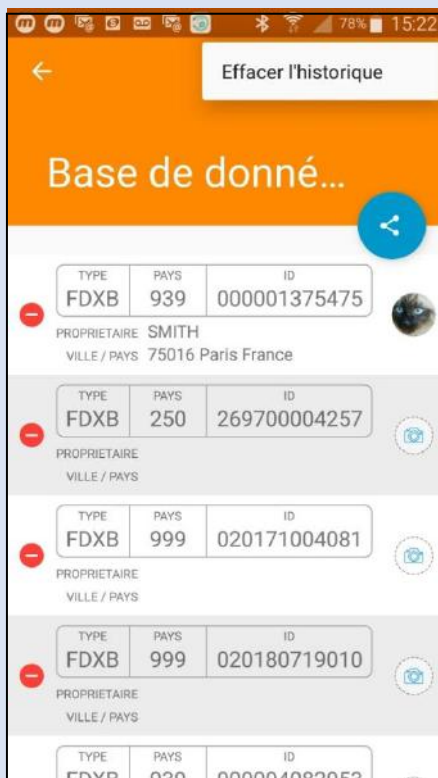 78% 15:22
Effacer l'historique
Base de donné...
TYPE PAYS ID
FDXB 939 000001375475
PROPRIETAIRE SMITH
VILLE / PAYS 75016 Paris France
TYPE PAYS ID
FDXB 250 269700004257
PROPRIETAIRE
VILLE / PAYS
TYPE PAYS ID
FDXB 999 020171004081
PROPRIETAIRE
VILLE / PAYS
TYPE PAYS ID
FDXB 999 020180719010
PROPRIETAIRE
VILLE / PAYS
TYPE PAYS ID